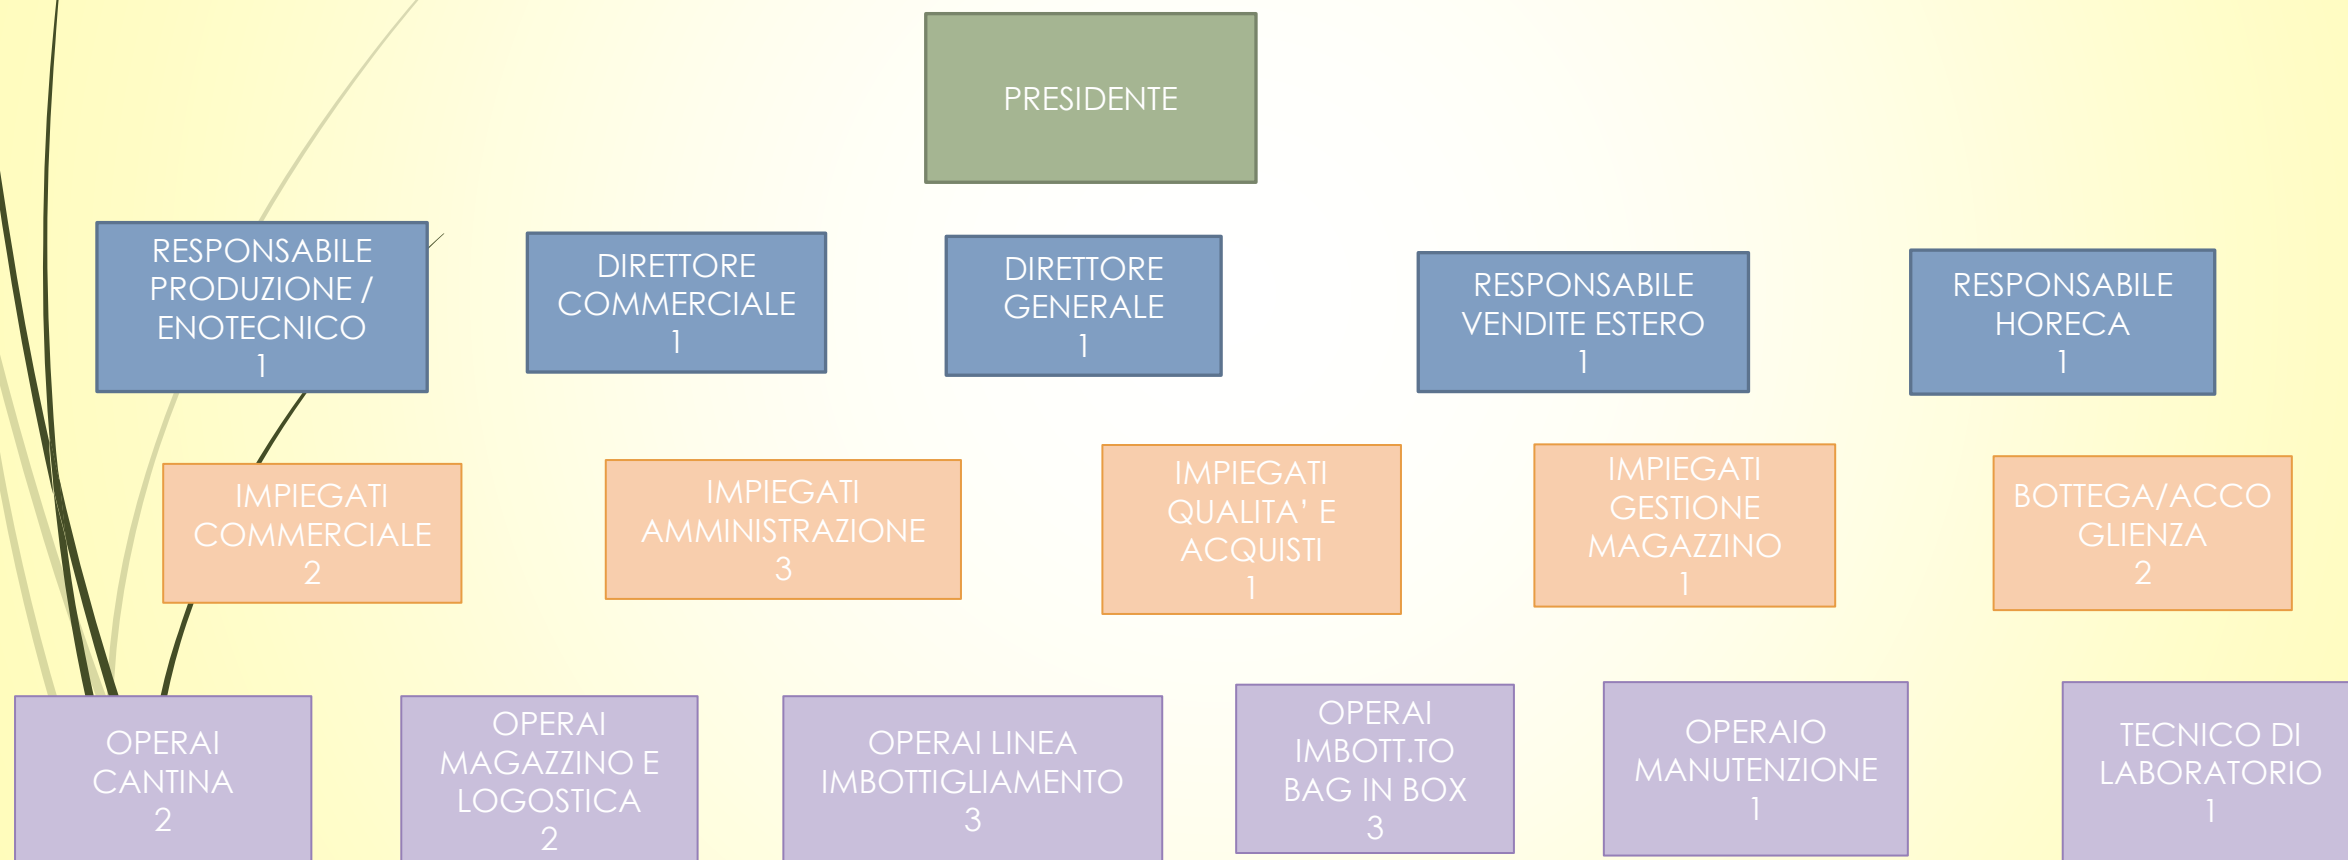 PRESIDENTE
RESPONSABILE
PRODUZIONE /
ENOTECNICO
1
DIRETTORE
COMMERCIALE
1
DIRETTORE
GENERALE
1
RESPONSABILE
VENDITE ESTERO
1
RESPONSABILE
HORECA
1
IMPIEGATI
COMMERCIALE
2
IMPIEGATI
AMMINISTRAZIONE
3
IMPIEGATI
QUALITA’ E
ACQUISTI
1
IMPIEGATI
GESTIONE
MAGAZZINO
1
BOTTEGA/ACCO
GLIENZA
2
OPERAI
CANTINA
2
OPERAI
MAGAZZINO E
LOGOSTICA
2
OPERAI LINEA
IMBOTTIGLIAMENTO
3
OPERAI
IMBOTT.TO
BAG IN BOX
3
OPERAIO
MANUTENZIONE
1
TECNICO DI
LABORATORIO
1